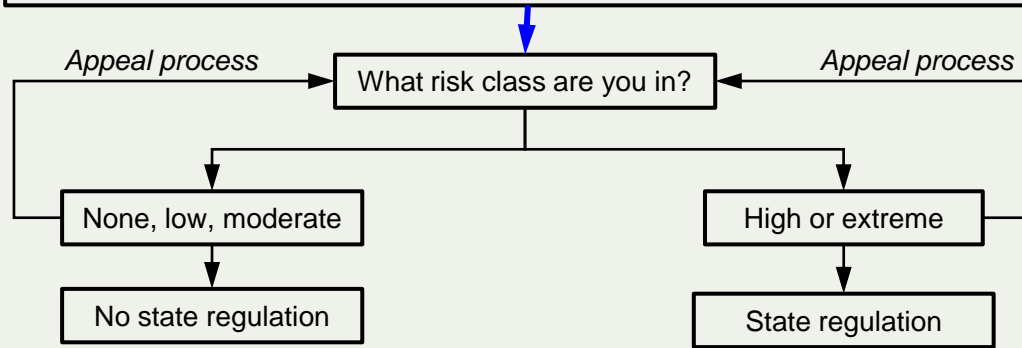 Appeal process
Appeal process
What risk class are you in?
None, low, moderate
High or extreme
No state regulation
State regulation